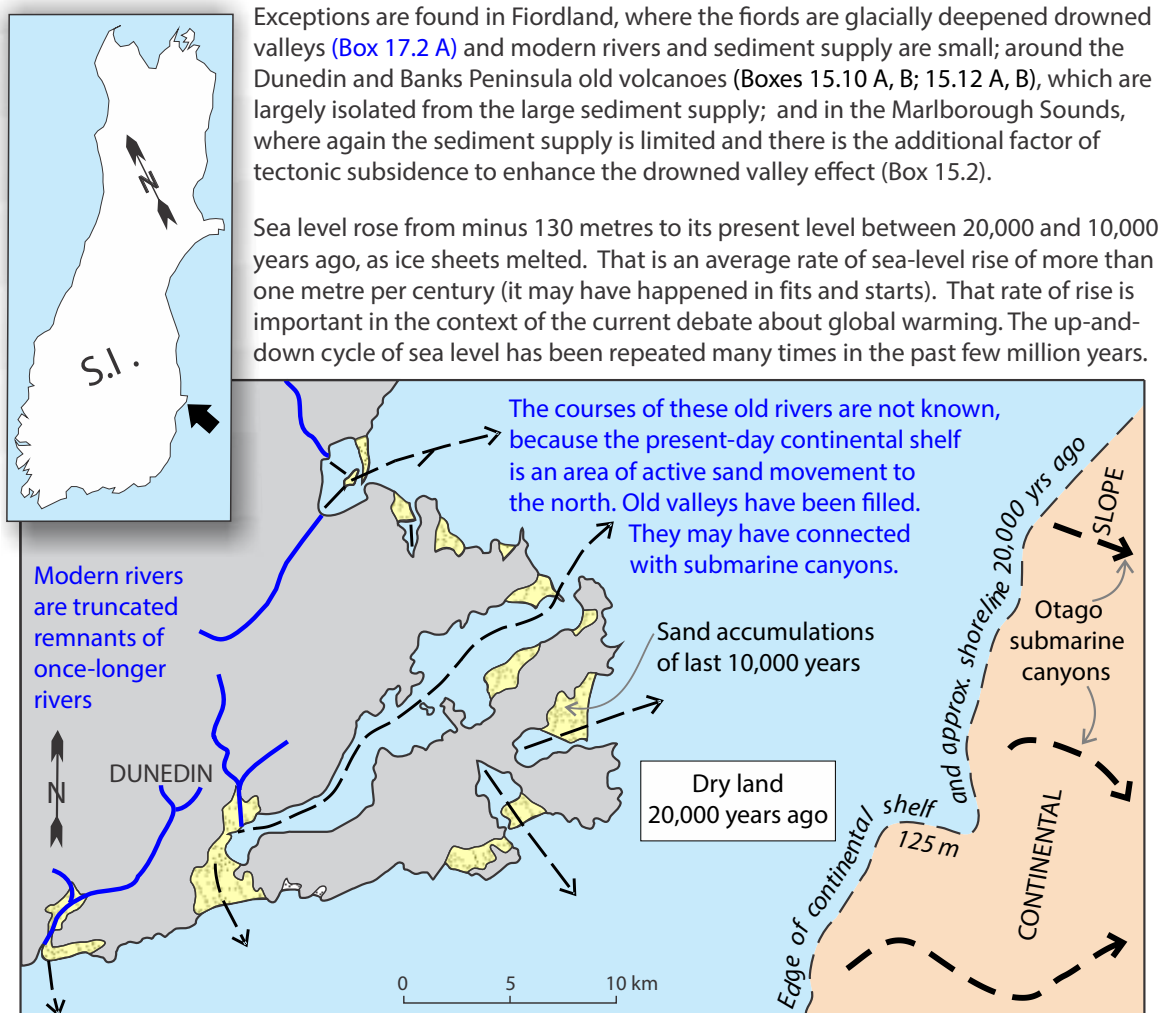 Exceptions are found in Fiordland, where the fiords are glacially deepened drowned
valleys (Box 17.2 A) and modern rivers and sediment supply are small; around the
Dunedin and Banks Peninsula old volcanoes (Boxes 15.10 A, B; 15.12 A, B), which are
largely isolated from the large sediment supply; and in the Marlborough Sounds,
where again the sediment supply is limited and there is the additional factor of
tectonic subsidence to enhance the drowned valley effect (Box 15.2).
Sea level rose from minus 130 metres to its present level between 20,000 and 10,000
years ago, as ice sheets melted. That is an average rate of sea-level rise of more than
one metre per century (it may have happened in fits and starts). That rate of rise is
important in the context of the current debate about global warming. The up-and-
down cycle of sea level has been repeated many times in the past few million years.
N
S.I.
The courses of these old rivers are not known,
because the present-day continental shelf
is an area of active sand movement to
the north. Old valleys have been filled.
They may have connected
with submarine canyons.
Modern rivers
are truncated
remnants of
once-longer
rivers
N
DUNEDIN
Sand accumulations
of last 10,000 years
Dry land
20,000 years ago
Edge of continental shelf
and approx. shoreline 20,000 yrs ago
125 m
CONTINENTAL
SLOPE
Otago
submarine
canyons
0 5 10 km